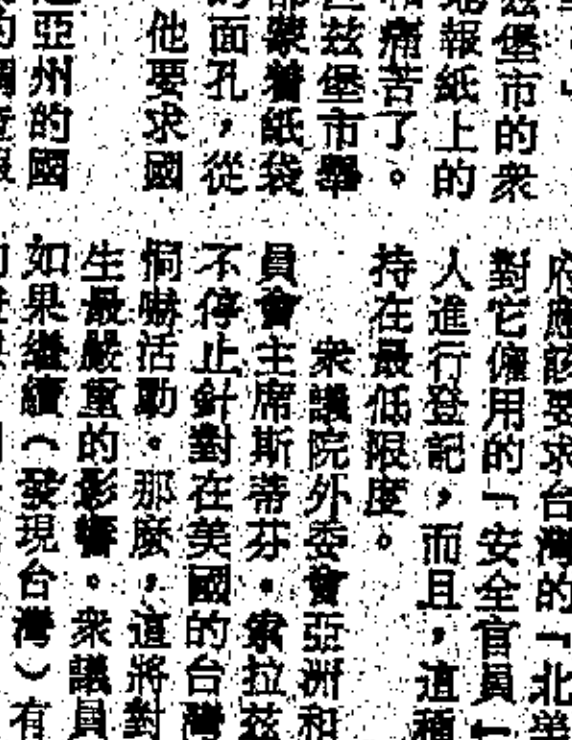 茲堡市的衆
地報紙上的
痛苦了。
茲堡市舉
都蒙着紙袋
的面孔，從
他要求國
亞州的國
府應該要求台灣的「北美
對它僱用的「安全官員」
人進行登記，而且，這種
持在最低限度。
衆議院外委會亞洲和
員會主席斯蒂芬·索拉茲
不停止針對在美國的台灣
恫嚇活動。那麼，這將對
生最嚴重的影響。衆議員
如果繼續（發現台灣）有